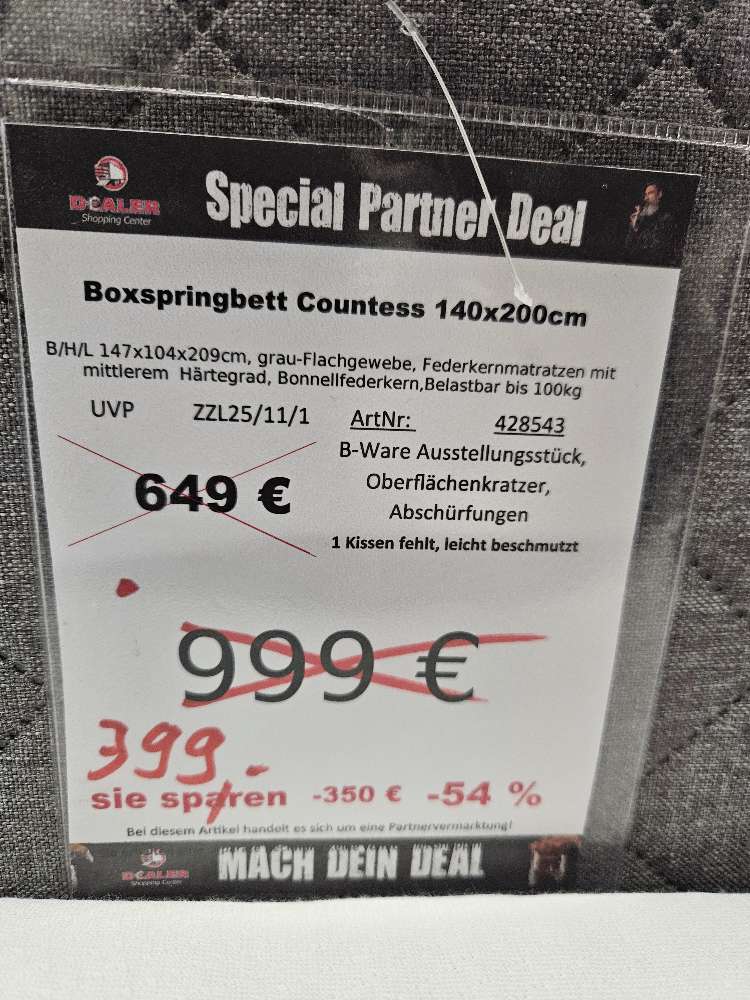 DEALER
Shopping Center
Special Partner Deal
Boxspringbett Countess 140x200cm
B/H/L 147x104x209cm, grau-Flachgewebe, Federkernmatratzen mit
mittlerem Härtegrad, Bonnellfederkern,Belastbar bis 100kg
UVP ZZL25/11/1 ArtNr: 428543
649 €
B-Ware Ausstellungsstück,
Oberflächenkratzer,
Abschürfungen
1 Kissen fehlt, leicht beschmutzt
999 €
399.-
sie sparen -350 € -54 %
Bei diesem Artikel handelt es sich um eine Partnervermarktung!
DEALER
Shopping Center
MACH DEIN DEAL